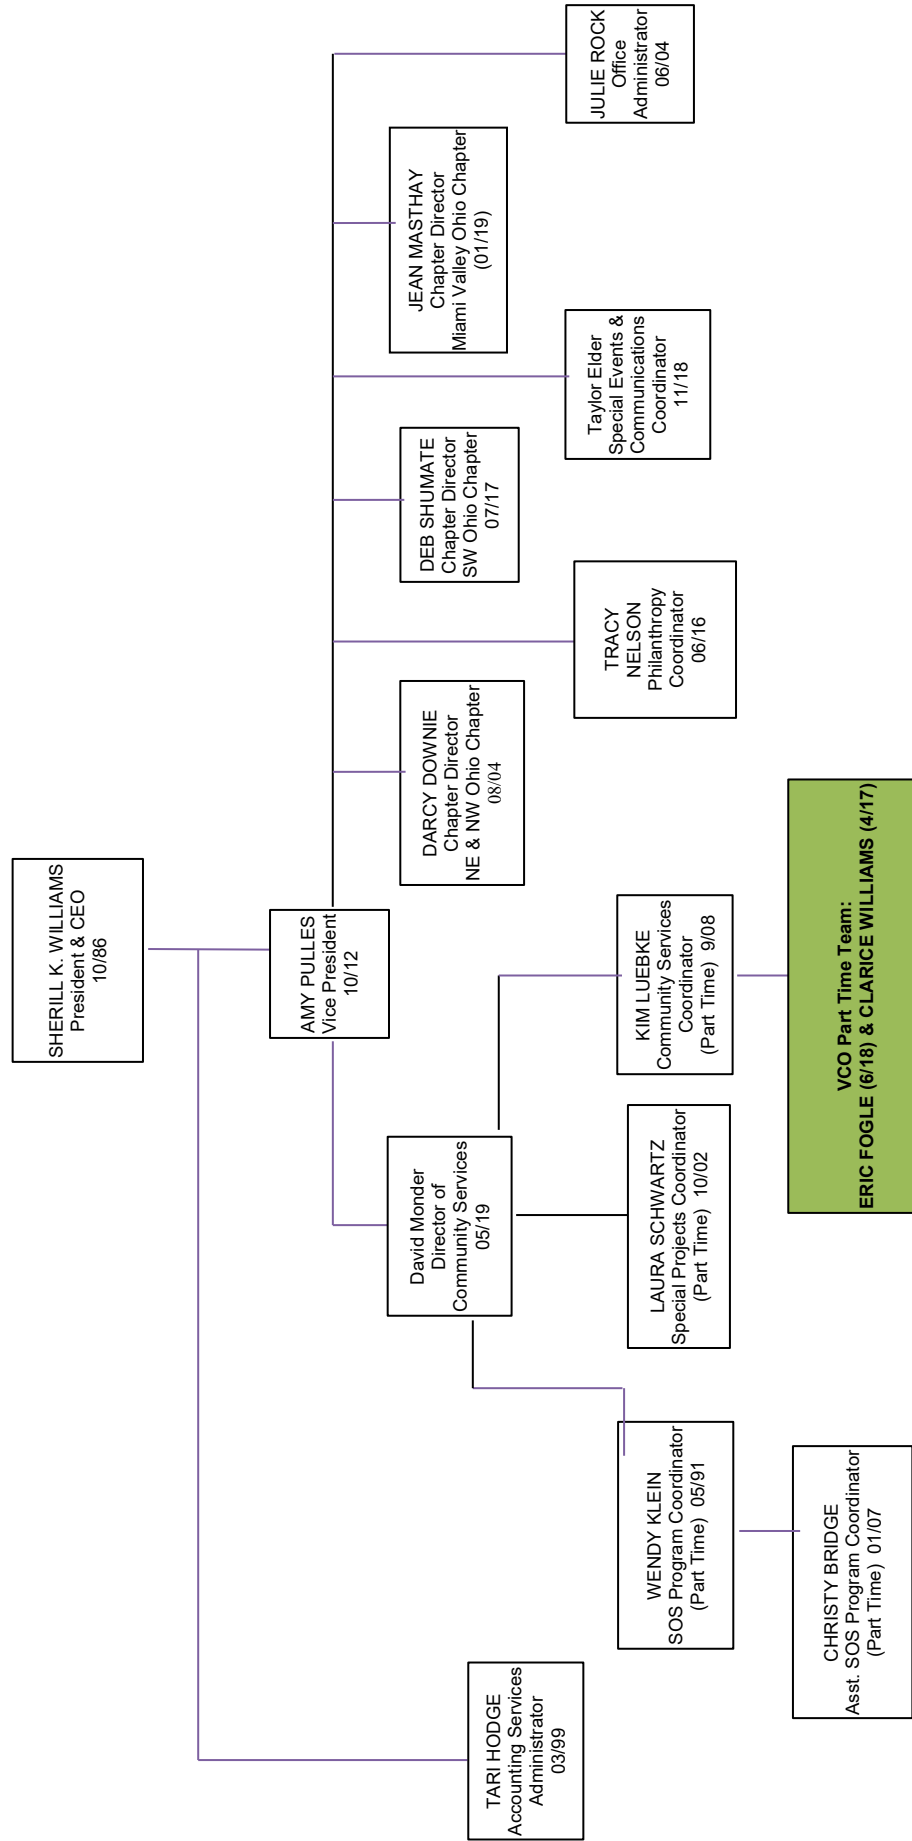 SHERILL K. WILLIAMS
President & CEO
10/86
AMY PULLES
Vice President
10/12
TARI HODGE
Accounting Services
Administrator
03/99
David Monder
Director of
Community Services
05/19
DARCY DOWNIE
Chapter Director
NE & NW Ohio Chapter
08/04
DEB SHUMATE
Chapter Director
SW Ohio Chapter
07/17
JEAN MASTHAY
Chapter Director
Miami Valley Ohio Chapter
(01/19)
TRACY
NELSON
Philanthropy
Coordinator
06/16
Taylor Elder
Special Events &
Communications
Coordinator
11/18
JULIE ROCK
Office
Administrator
06/04
WENDY KLEIN
SOS Program Coordinator
(Part Time) 05/91
LAURA SCHWARTZ
Special Projects Coordinator
(Part Time) 10/02
KIM LUEBKE
Community Services
Coordinator
(Part Time) 9/08
CHRISTY BRIDGE
Asst. SOS Program Coordinator
(Part Time) 01/07
VCO Part Time Team:
ERIC FOGLE (6/18) & CLARICE WILLIAMS (4/17)